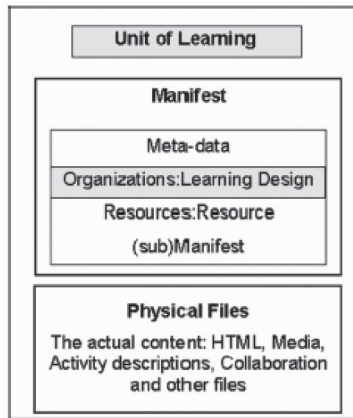 Unit of Learning
Manifest
Meta-data
Organizations:Learning Design
Resources:Resource
(sub)Manifest
Physical Files
The actual content: HTML, Media,
Activity descriptions, Collaboration
and other files